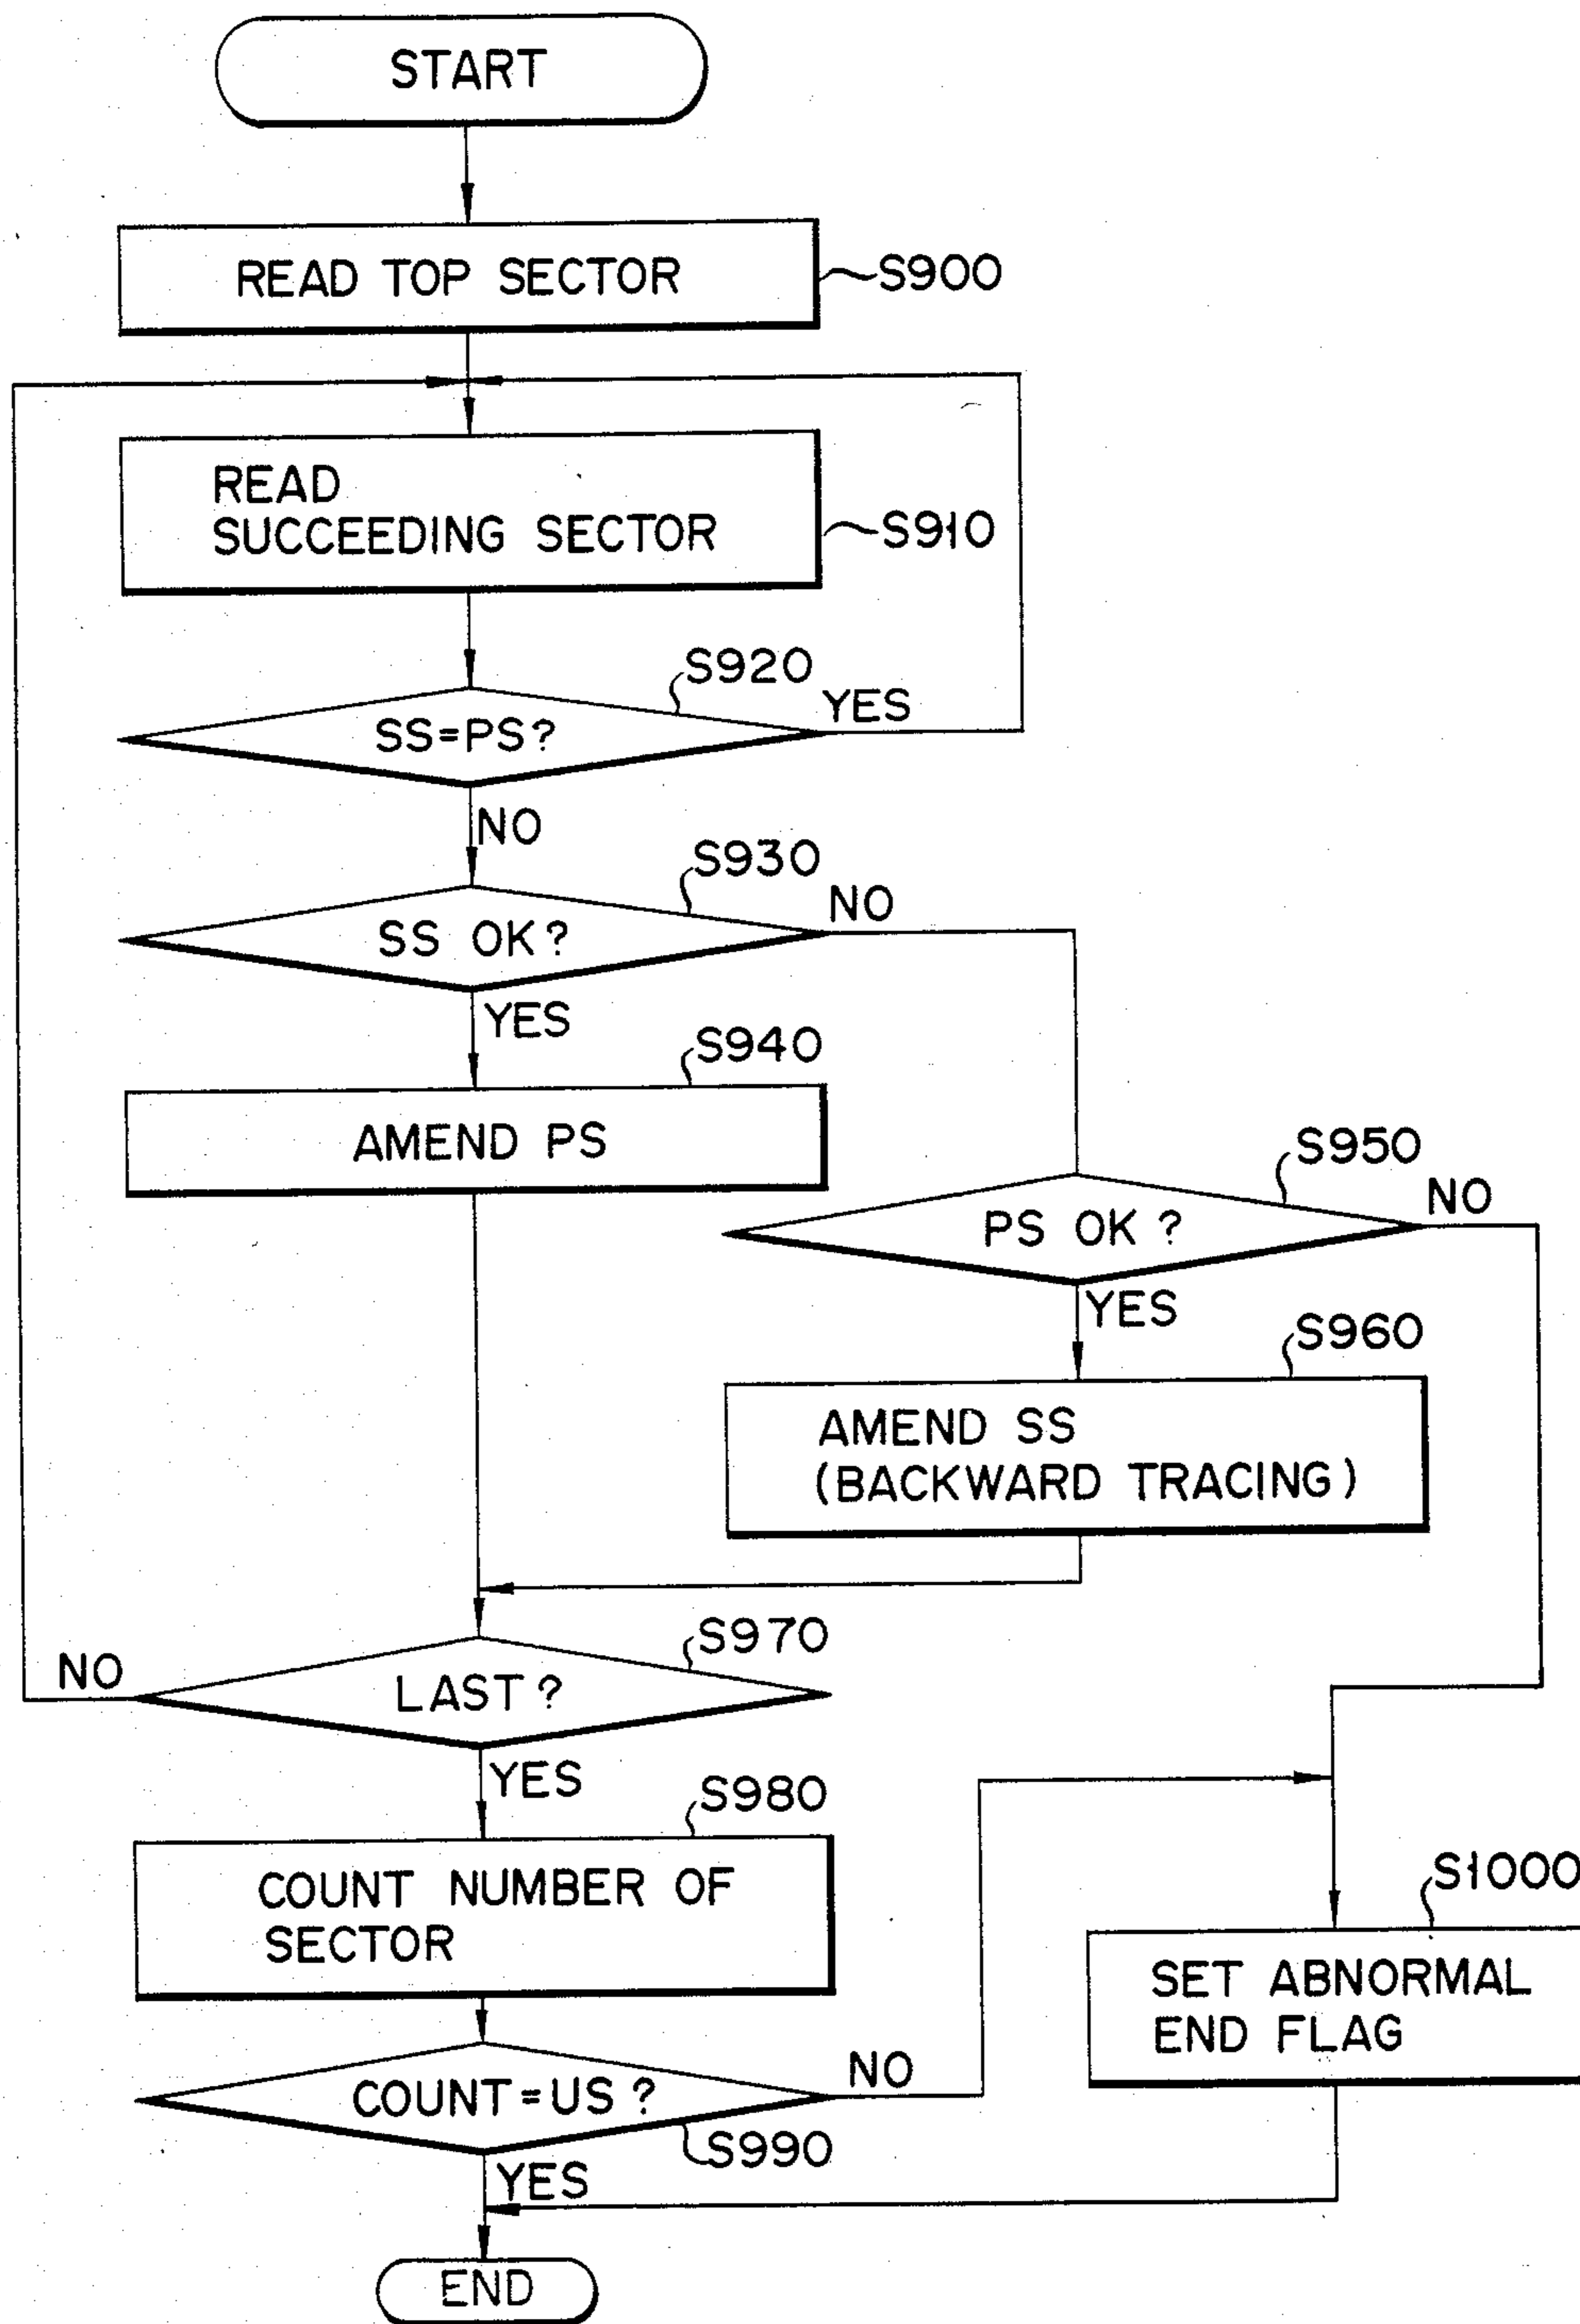 START
READ TOP SECTOR
S900
READ
SUCCEEDING SECTOR
S910
S920
SS=PS?
YES
NO
S930
SS OK?
NO
YES
S940
AMEND PS
S950
PS OK?
NO
YES
S960
AMEND SS
(BACKWARD TRACING)
S970
LAST?
NO
YES
S980
COUNT NUMBER OF
SECTOR
S1000
SET ABNORMAL
END FLAG
COUNT=US?
NO
S990
YES
END